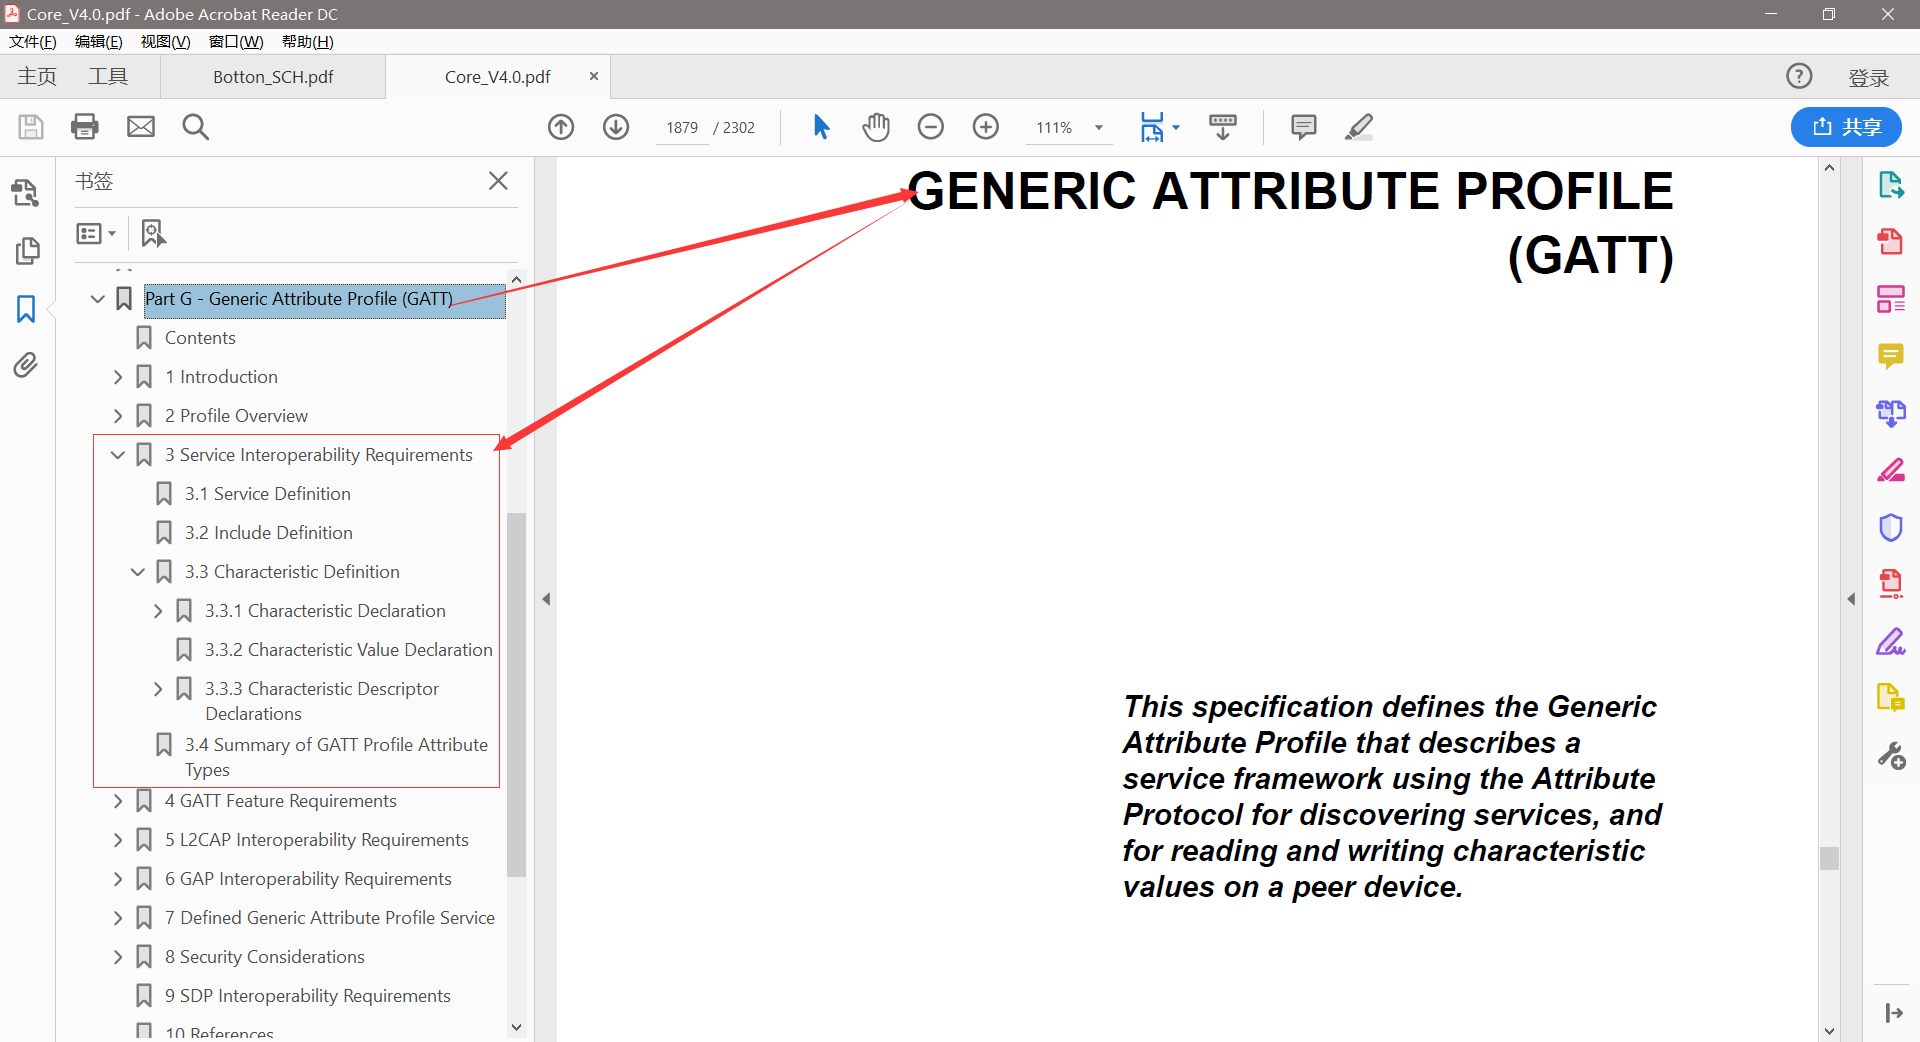 Core_V4.0.pdf - Adobe Acrobat Reader DC
文件(F) 编辑(E) 视图(V) 窗口(W) 帮助(H)
主页 工具 Botton_SCH.pdf Core_V4.0.pdf × ? 登录
1879 / 2302 111% 共享
书签
Part G - Generic Attribute Profile (GATT)
Contents
1 Introduction
2 Profile Overview
3 Service Interoperability Requirements
3.1 Service Definition
3.2 Include Definition
3.3 Characteristic Definition
3.3.1 Characteristic Declaration
3.3.2 Characteristic Value Declaration
3.3.3 Characteristic Descriptor
Declarations
3.4 Summary of GATT Profile Attribute
Types
4 GATT Feature Requirements
5 L2CAP Interoperability Requirements
6 GAP Interoperability Requirements
7 Defined Generic Attribute Profile Service
8 Security Considerations
9 SDP Interoperability Requirements
10 References
GENERIC ATTRIBUTE PROFILE
(GATT)
This specification defines the Generic
Attribute Profile that describes a
service framework using the Attribute
Protocol for discovering services, and
for reading and writing characteristic
values on a peer device.